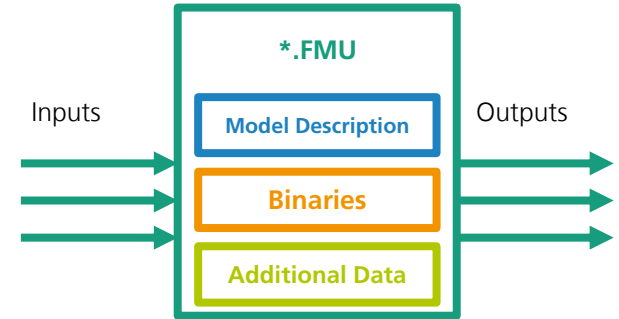 *.FMU
Inputs
Model Description
Outputs
Binaries
Additional Data